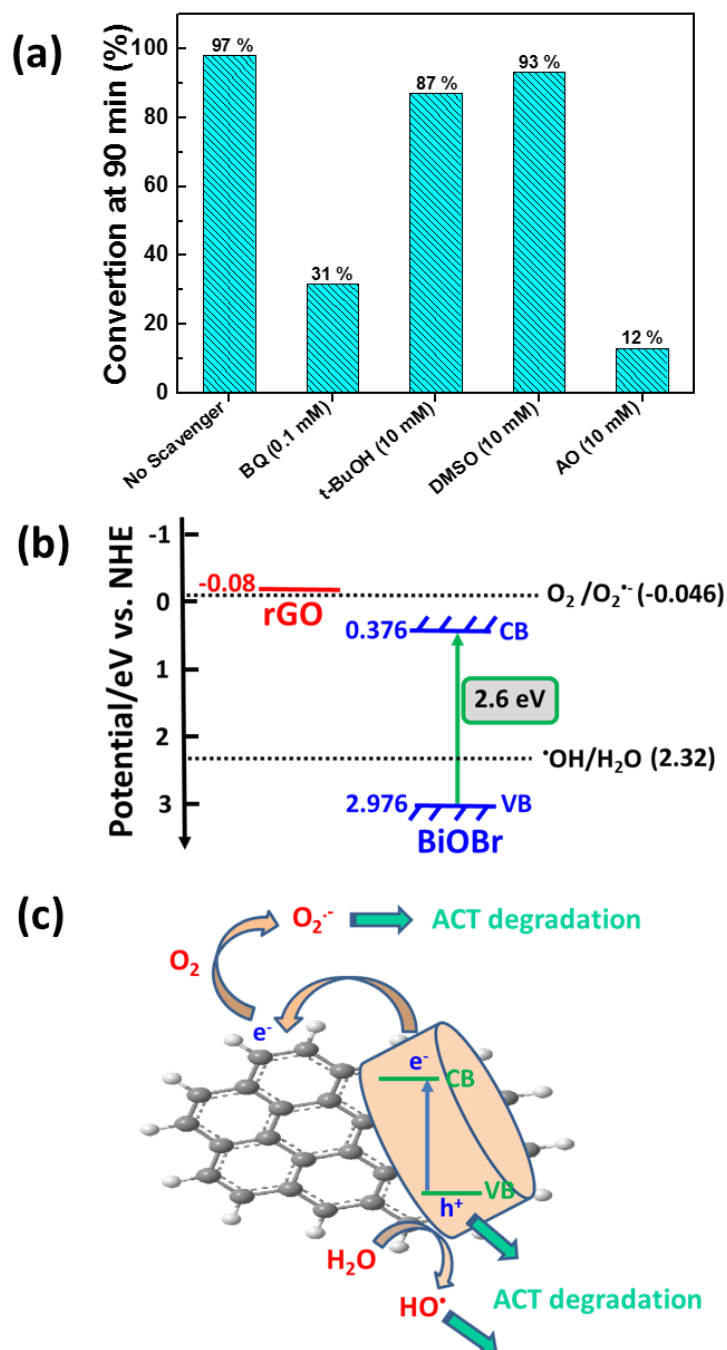 (a)
Convertion at 90 min (%)
100
80
60
40
20
0
97 %
31 %
87 %
93 %
12 %
No Scavenger
BQ (0.1 mM)
t-BuOH (10 mM)
DMSO (10 mM)
AO (10 mM)
(b)
Potential/eV vs. NHE
-1
0
1
2
3
-0.08
rGO
O₂ /O₂•- (-0.046)
0.376
CB
2.6 eV
•OH/H₂O (2.32)
2.976
VB
BiOBr
(c)
O₂•-
ACT degradation
O₂
e-
e-
CB
VB
h+
H₂O
HO•
ACT degradation